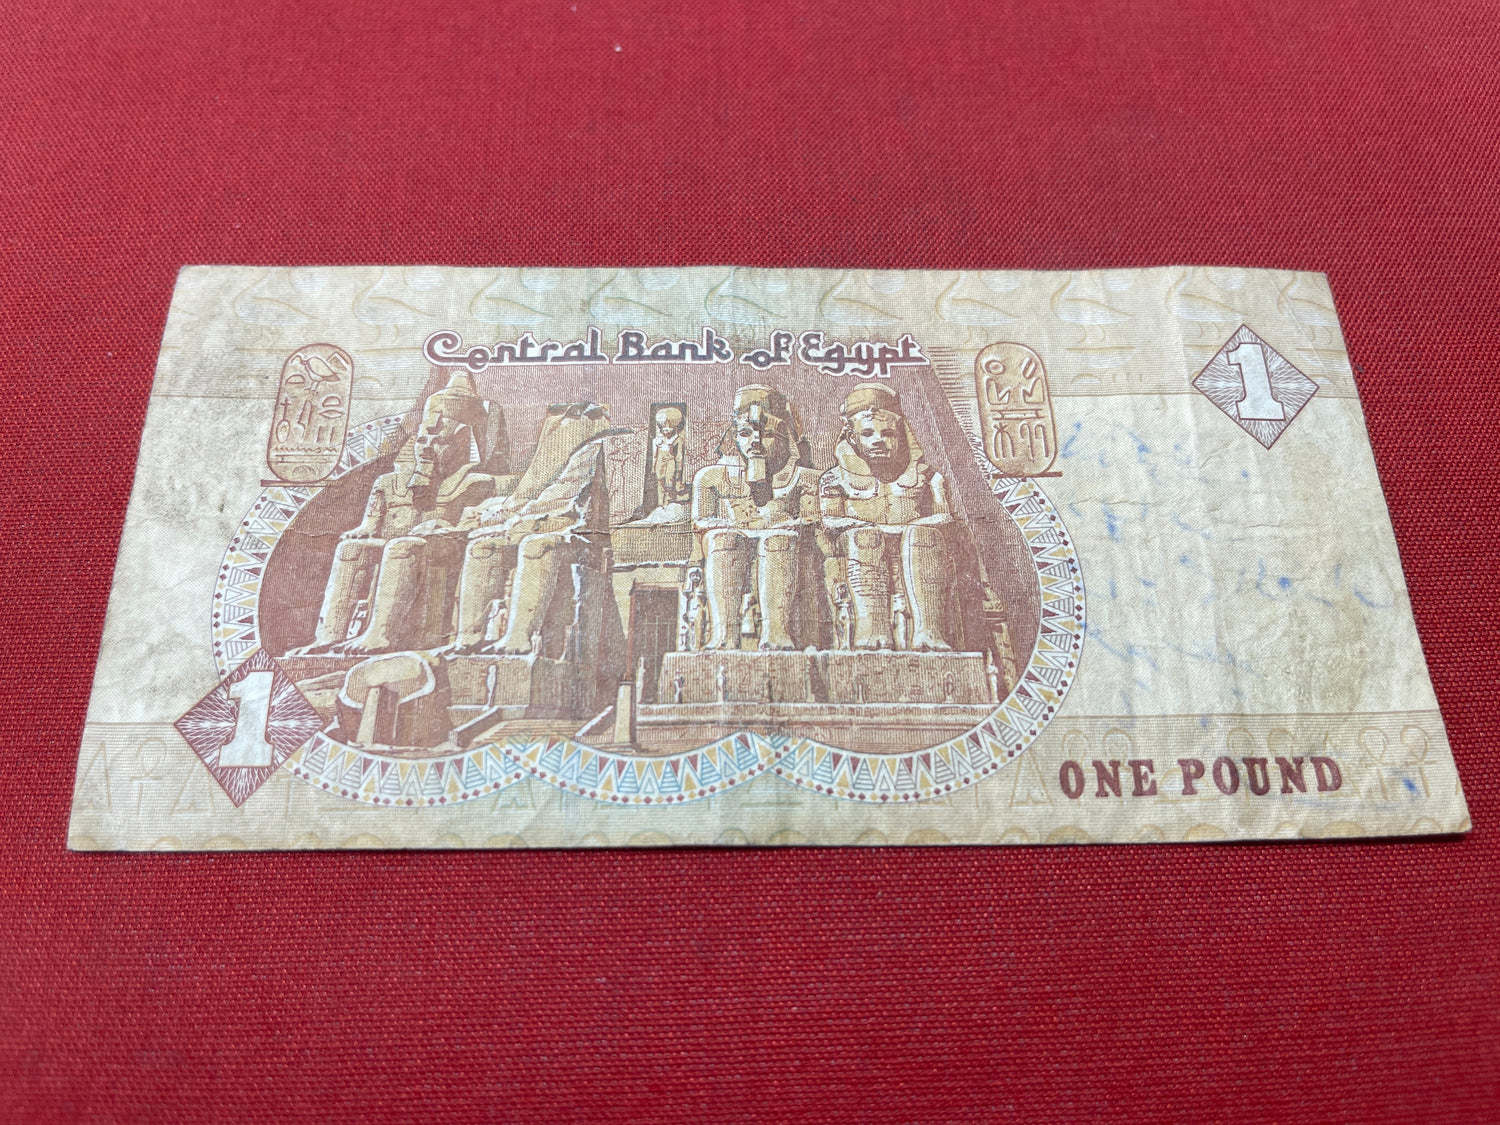 Central Bank of Egypt
1
1
ONE POUND